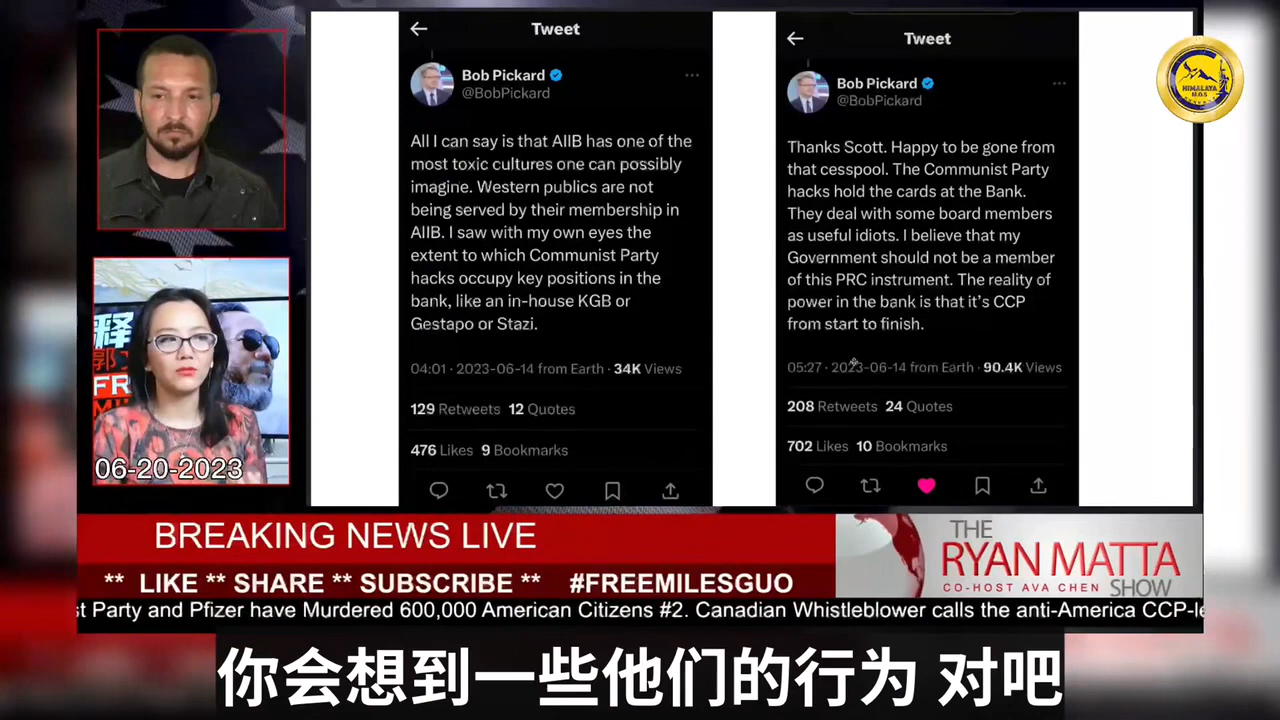 Tweet
Bob Pickard
@BobPickard
All I can say is that AIIB has one of the
most toxic cultures one can possibly
imagine. Western publics are not
being served by their membership in
AIIB. I saw with my own eyes the
extent to which Communist Party
hacks occupy key positions in the
bank, like an in-house KGB or
Gestapo or Stazi.
04:01 · 2023-06-14 from Earth · 34K Views
129 Retweets 12 Quotes
476 Likes 9 Bookmarks
Tweet
Bob Pickard
@BobPickard
Thanks Scott. Happy to be gone from
that cesspool. The Communist Party
hacks hold the cards at the Bank.
They deal with some board members
as useful idiots. I believe that my
Government should not be a member
of this PRC instrument. The reality of
power in the bank is that it's CCP
from start to finish.
05:27 · 2023-06-14 from Earth · 90.4K Views
208 Retweets 24 Quotes
702 Likes 10 Bookmarks
HIMALAYA
释
郭
FR
06-20-2023
BREAKING NEWS LIVE
** LIKE ** SHARE ** SUBSCRIBE ** #FREEMILESGUO
THE
RYAN MATTA
CO-HOST AVA CHEN SHOW
st Party and Pfizer have Murdered 600,000 American Citizens #2. Canadian Whistleblower calls the anti-America CCP-le
你会想到一些他们的行为 对吧